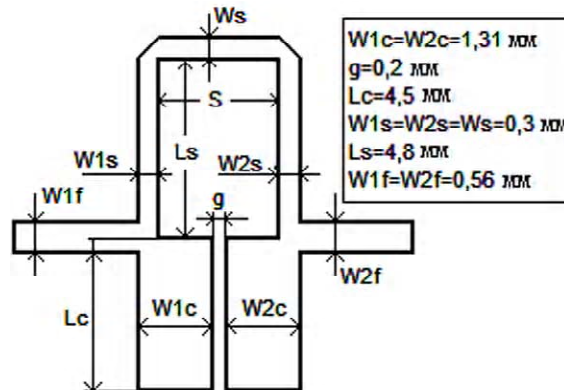 Ws
W1c=W2c=1,31 мм
g=0,2 мм
Lc=4,5 мм
W1s=W2s=Ws=0,3 мм
Ls=4,8 мм
W1f=W2f=0,56 мм
S
Ls
W1s
W2s
W1f
g
W2f
Lc
W1c
W2c